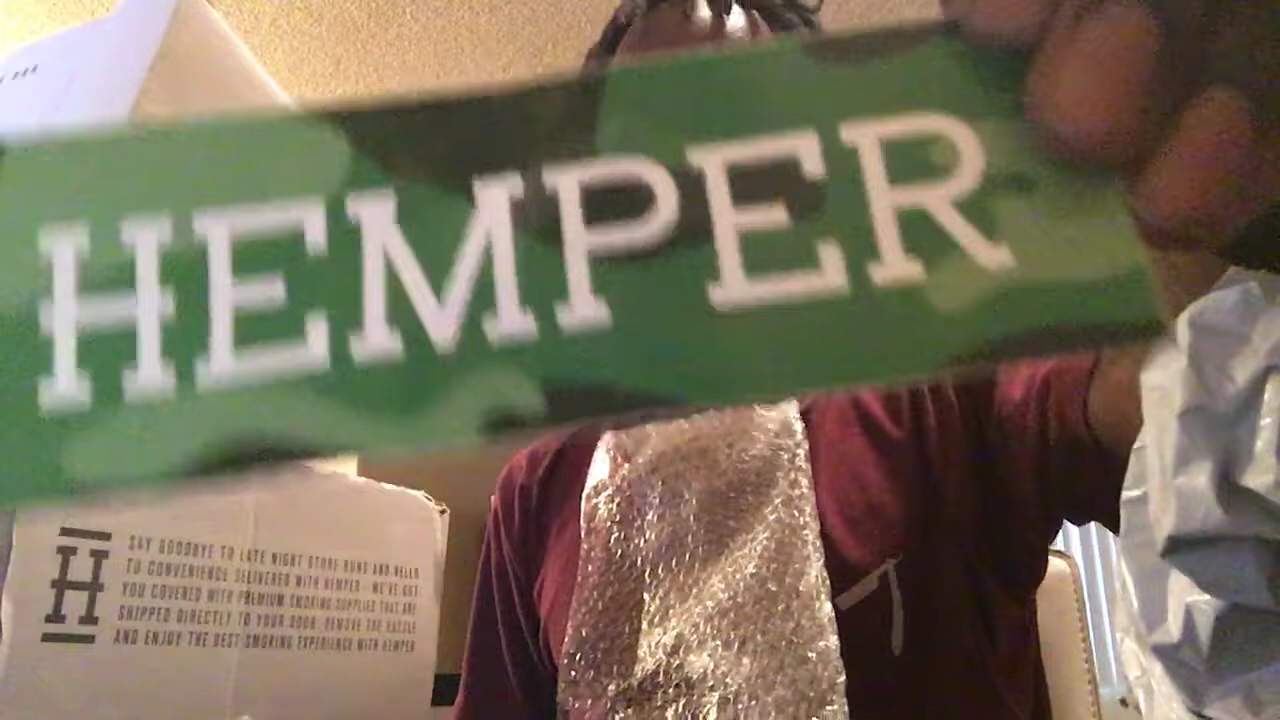 HEMPER
H
SAY GOODBYE TO LATE NIGHT STORE RUNS AND HELLO
TO CONVENIENCE DELIVERED WITH HEMPER - WE'VE GOT
YOU COVERED WITH PREMIUM SMOKING SUPPLIES THAT ARE
SHIPPED DIRECTLY TO YOUR DOOR. REMOVE THE HASSLE
AND ENJOY THE BEST SMOKING EXPERIENCE WITH HEMPER